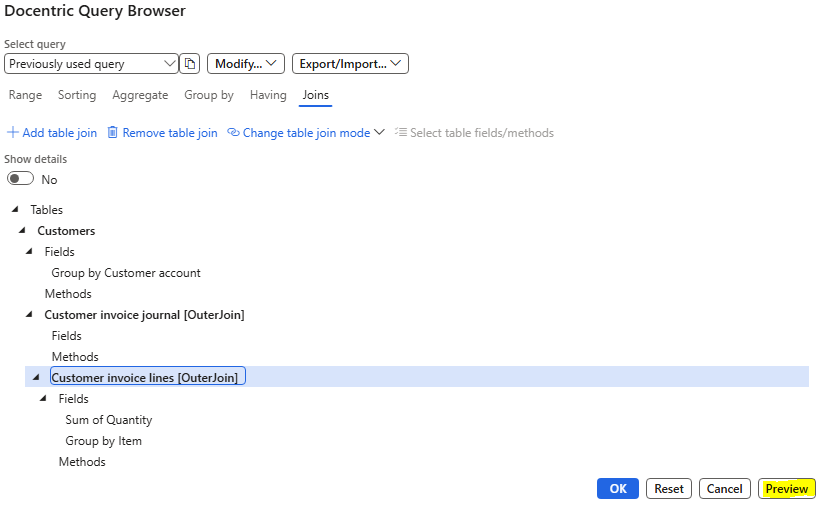 Docentric Query Browser
Select query
Previously used query Modify... Export/Import...
Range Sorting Aggregate Group by Having Joins
Add table join Remove table join Change table join mode Select table fields/methods
Show details
No
Tables
Customers
Fields
Group by Customer account
Methods
Customer invoice journal [OuterJoin]
Fields
Methods
Customer invoice lines [OuterJoin]
Fields
Sum of Quantity
Group by Item
Methods
OK Reset Cancel Preview